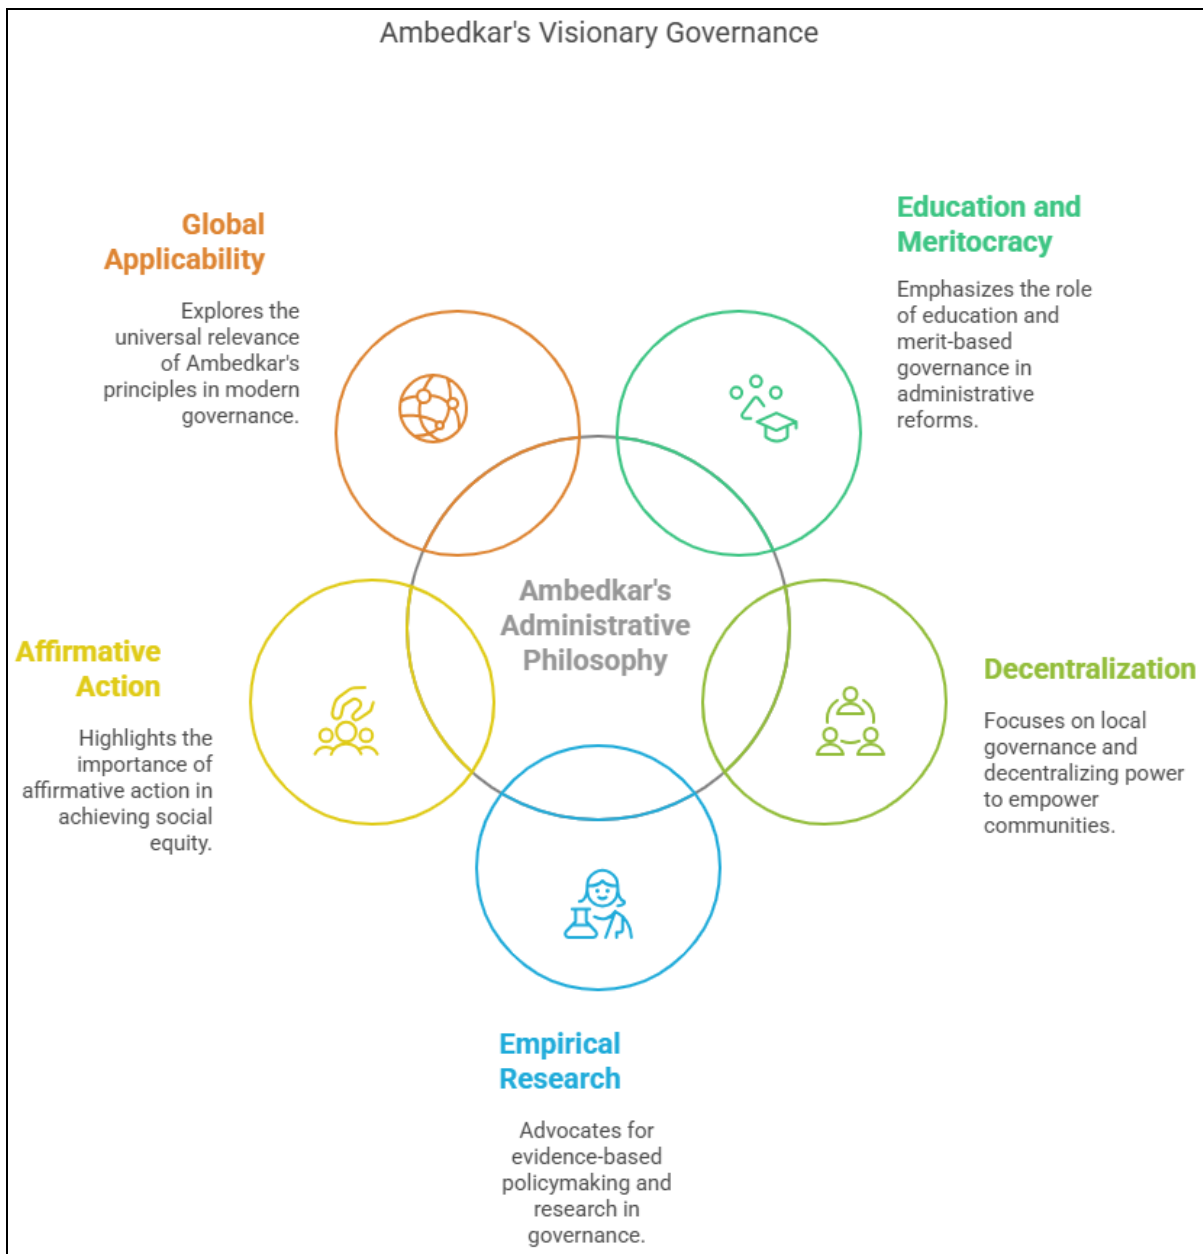 Ambedkar's Visionary Governance
Global
Applicability
Explores the
universal relevance
of Ambedkar's
principles in modern
governance.
Education and
Meritocracy
Emphasizes the role
of education and
merit-based
governance in
administrative
reforms.
Ambedkar's
Administrative
Philosophy
Affirmative
Action
Highlights the
importance of
affirmative action in
achieving social
equity.
Decentralization
Focuses on local
governance and
decentralizing power
to empower
communities.
Empirical
Research
Advocates for
evidence-based
policymaking and
research in
governance.